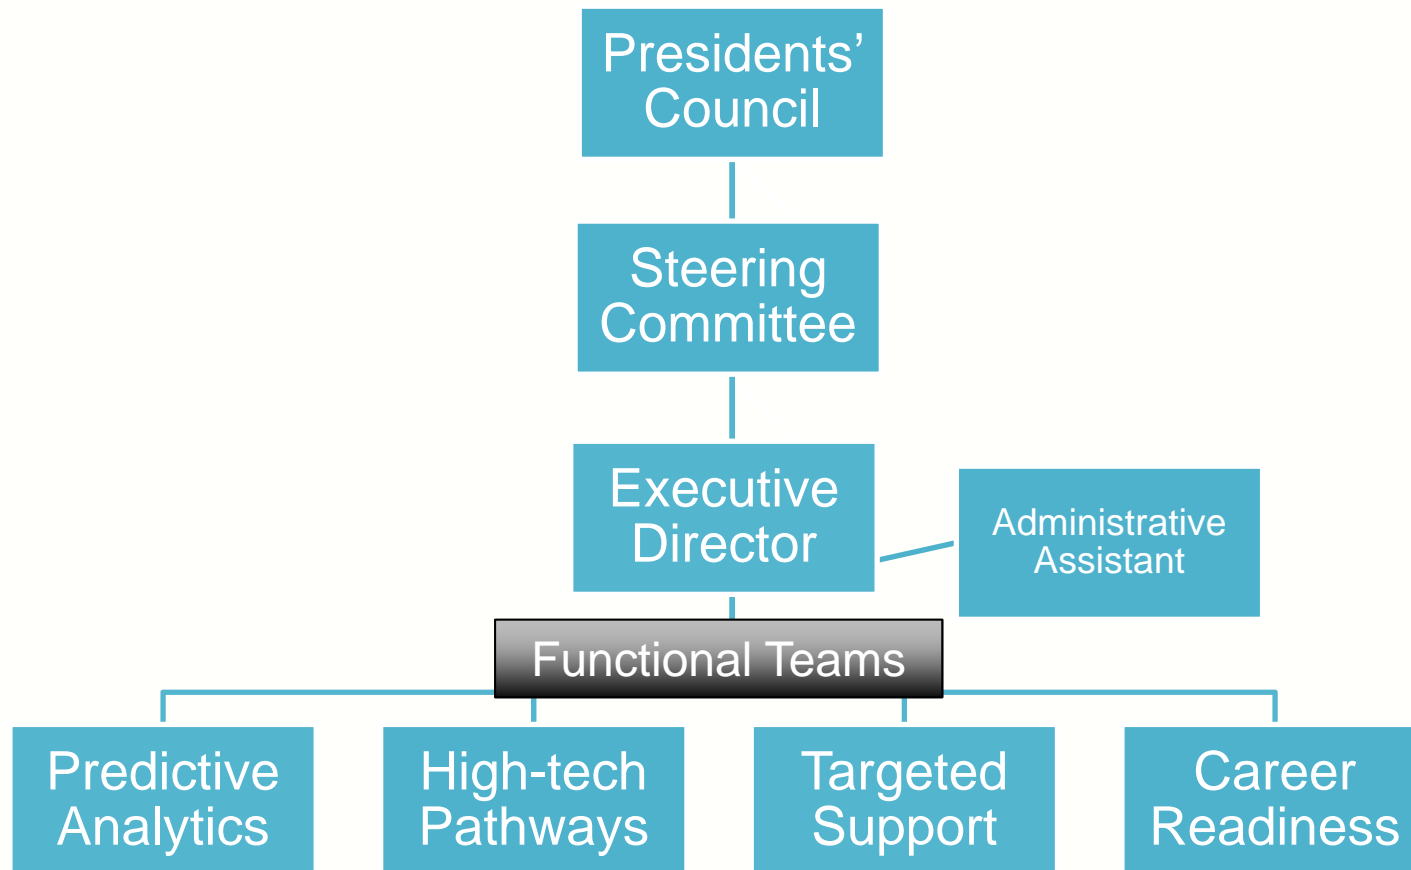 Presidents’
Council
Steering
Committee
Executive
Director
Administrative
Assistant
Functional Teams
Predictive
Analytics
High-tech
Pathways
Targeted
Support
Career
Readiness